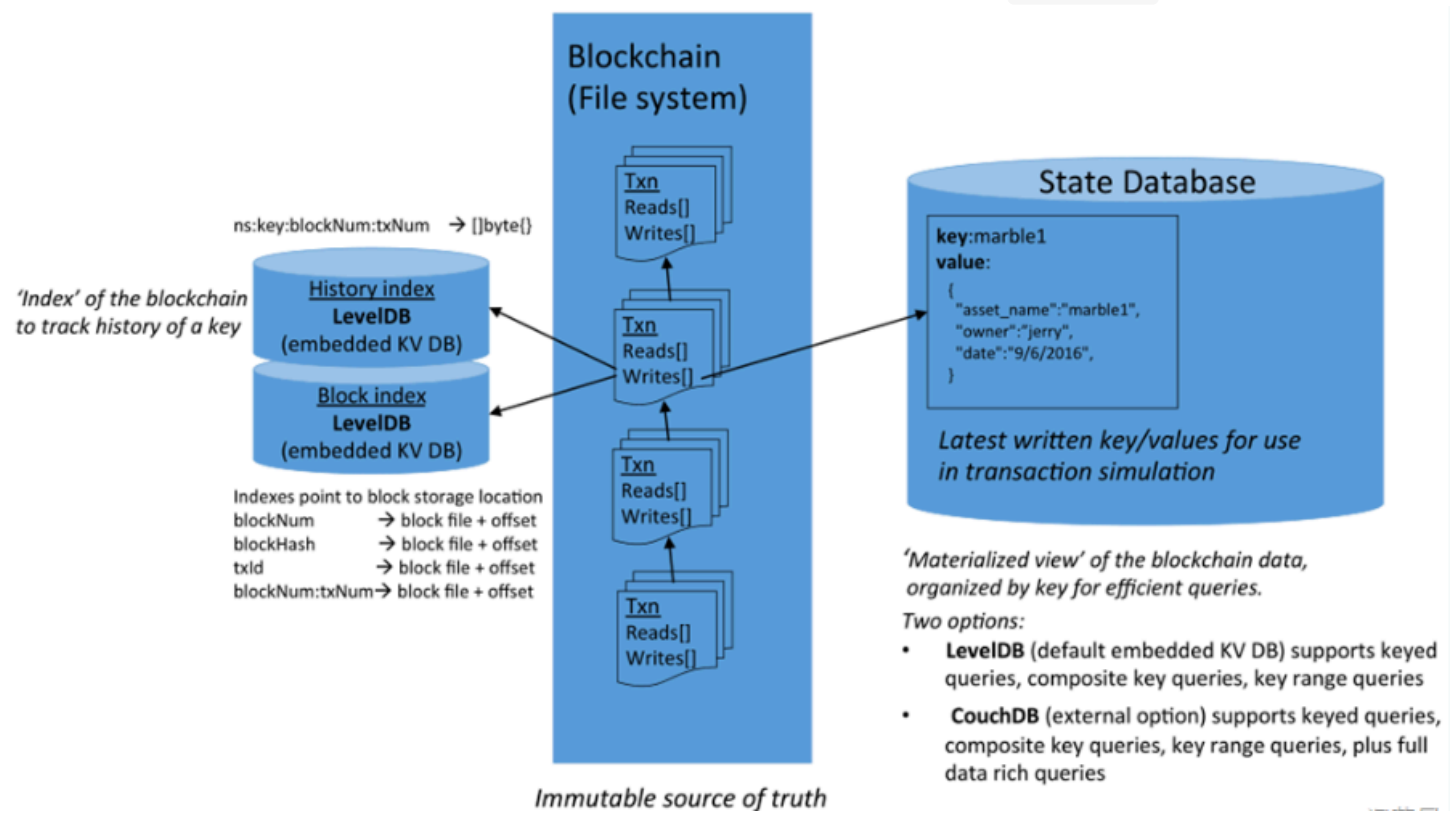 Blockchain
(File system)
Txn
Reads[]
Writes[]
Txn
Reads[]
Writes[]
Txn
Reads[]
Writes[]
Txn
Reads[]
Writes[]
Immutable source of truth
ns:key:blockNum:txNum → []byte{}
‘Index’ of the blockchain
to track history of a key
History index
LevelDB
(embedded KV DB)
Block index
LevelDB
(embedded KV DB)
Indexes point to block storage location
blockNum → block file + offset
blockHash → block file + offset
txId → block file + offset
blockNum:txNum→ block file + offset
State Database
key:marble1
value:
{
"asset_name":"marble1",
"owner":"jerry",
"date":"9/6/2016",
}
Latest written key/values for use
in transaction simulation
‘Materialized view’ of the blockchain data,
organized by key for efficient queries.
Two options:
• LevelDB (default embedded KV DB) supports keyed
queries, composite key queries, key range queries
• CouchDB (external option) supports keyed queries,
composite key queries, key range queries, plus full
data rich queries